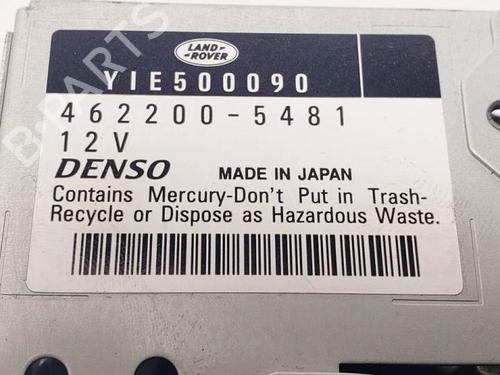 LAND-
ROVER
YIE500090
462200-5481
12V
DENSO MADE IN JAPAN
Contains Mercury-Don't Put in Trash-
Recycle or Dispose as Hazardous Waste.
B-PARTS